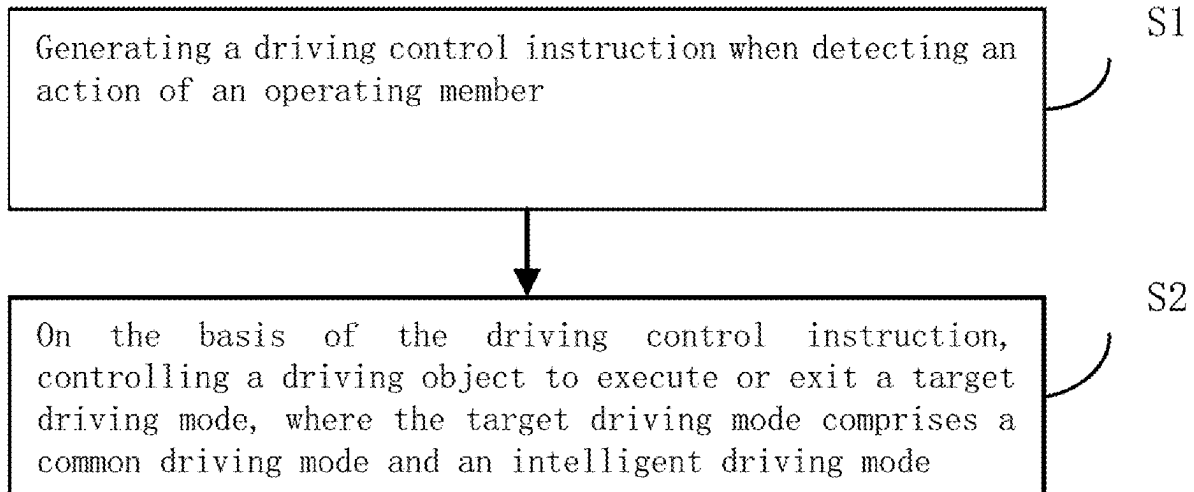 S1
Generating a driving control instruction when detecting an
action of an operating member
S2
On the basis of the driving control instruction,
controlling a driving object to execute or exit a target
driving mode, where the target driving mode comprises a
common driving mode and an intelligent driving mode